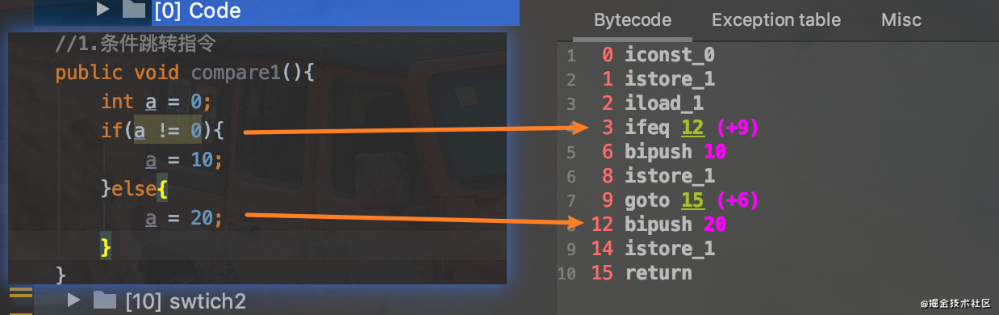 [0] Code
//1.条件跳转指令
public void compare1(){
int a = 0;
if(a != 0){
a = 10;
}else{
a = 20;
}
}
[10] swtich2
Bytecode Exception table Misc
1 0 iconst_0
2 1 istore_1
3 2 iload_1
3 ifeq 12 (+9)
5 6 bipush 10
6 8 istore_1
7 9 goto 15 (+6)
8 12 bipush 20
9 14 istore_1
10 15 return
@掘金技术社区